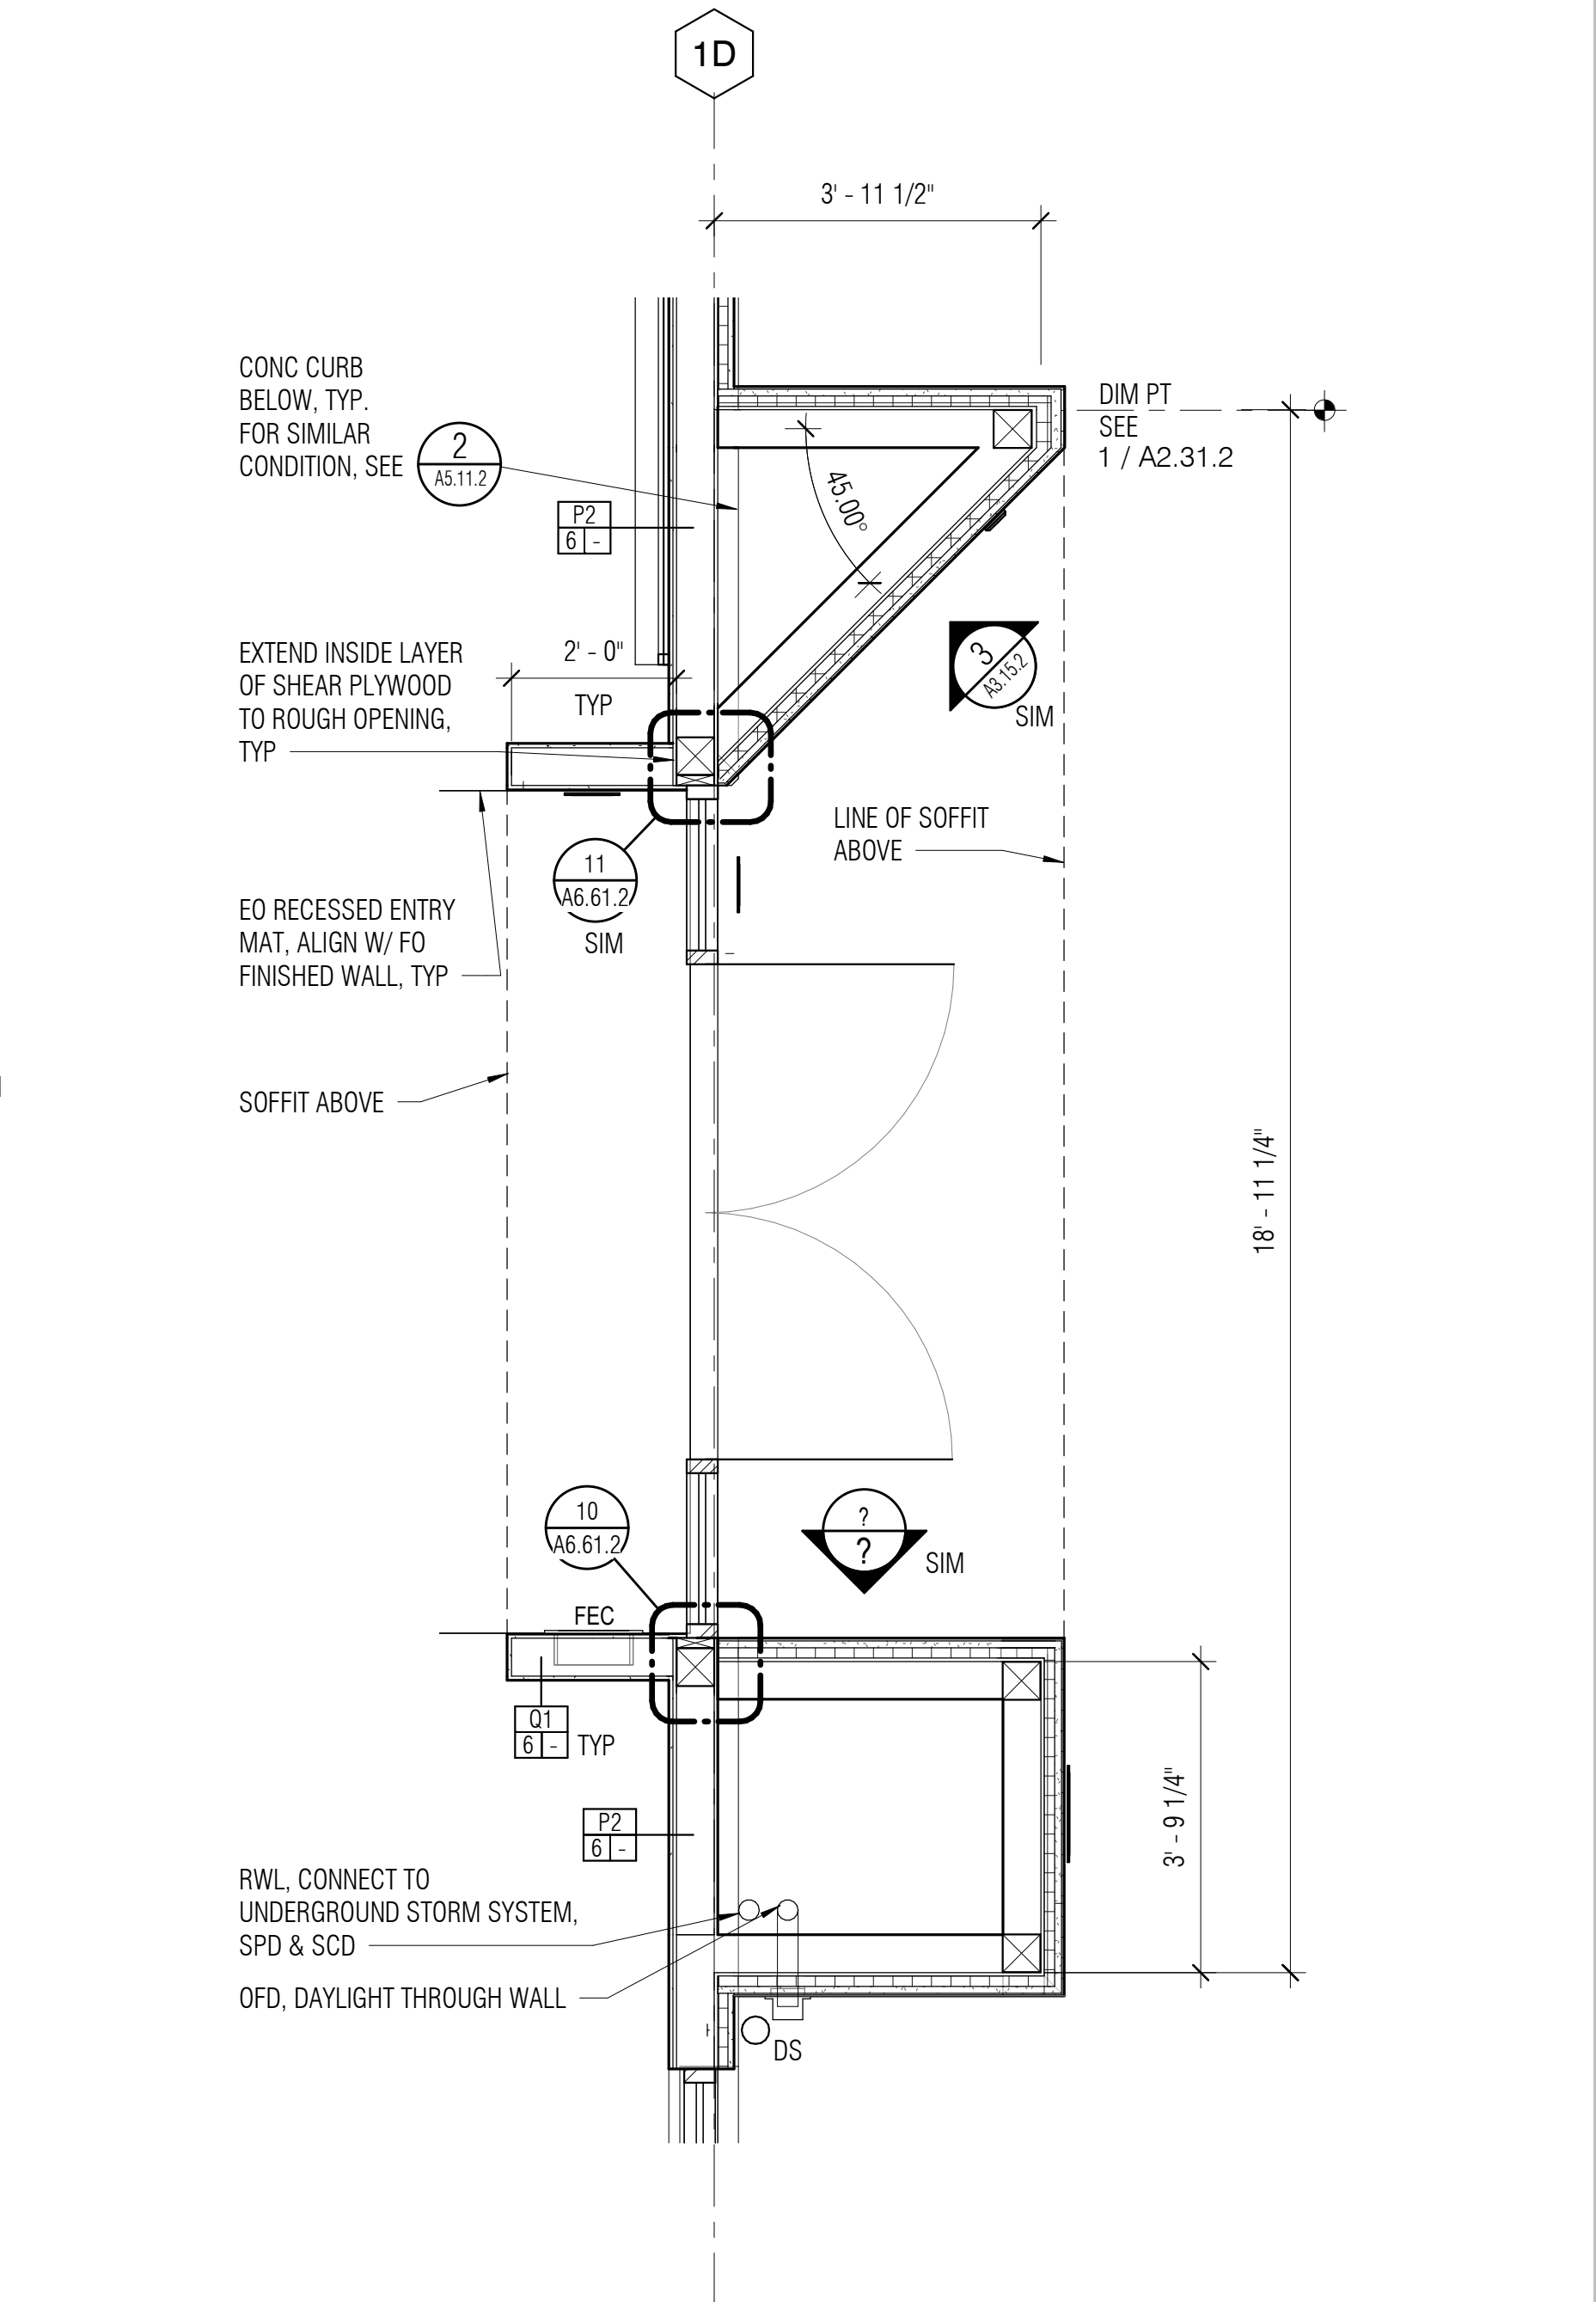 1D
3' - 11 1/2"
CONC CURB
BELOW, TYP.
FOR SIMILAR
CONDITION, SEE
2
A5.11.2
DIM PT
SEE
1 / A2.31.2
P2
6 -
45.00°
EXTEND INSIDE LAYER
OF SHEAR PLYWOOD
TO ROUGH OPENING,
TYP
2' - 0"
TYP
3
A3.15.2
SIM
LINE OF SOFFIT
ABOVE
11
A6.61.2
SIM
EO RECESSED ENTRY
MAT, ALIGN W/ FO
FINISHED WALL, TYP
SOFFIT ABOVE
18' - 11 1/4"
10
A6.61.2
?
?
SIM
FEC
Q1
6 -
TYP
P2
6 -
3' - 9 1/4"
RWL, CONNECT TO
UNDERGROUND STORM SYSTEM,
SPD & SCD
OFD, DAYLIGHT THROUGH WALL
DS